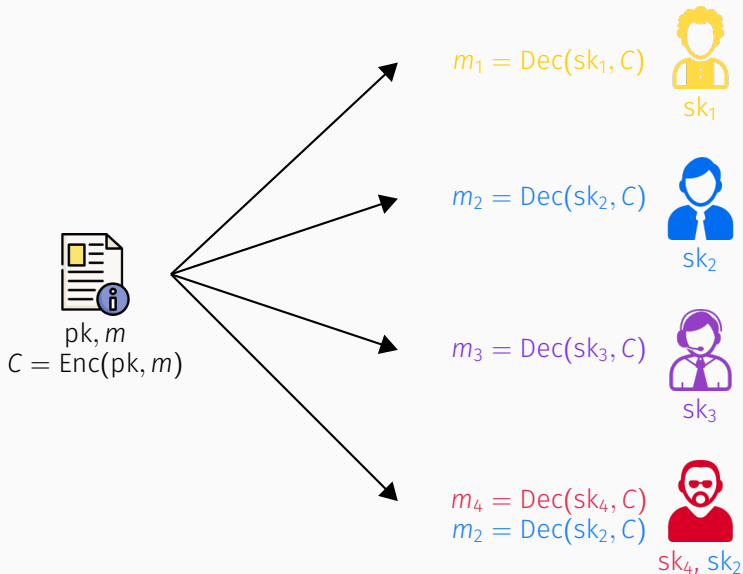 m₁ = Dec(sk₁, C)
sk₁
m₂ = Dec(sk₂, C)
sk₂
pk, m
C = Enc(pk, m)
m₃ = Dec(sk₃, C)
sk₃
m₄ = Dec(sk₄, C)
m₂ = Dec(sk₂, C)
sk₄, sk₂